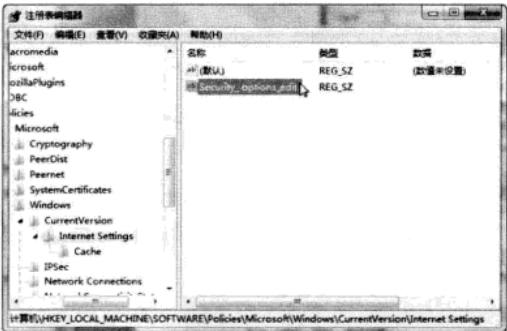 注册表编辑器
文件(F) 编辑(E) 查看(V) 收藏夹(A) 帮助(H)
acromedia
icrosoft
ozillaPlugins
DBC
licies
Microsoft
Cryptography
PeerDist
Peernet
SystemCertificates
Windows
CurrentVersion
Internet Settings
Cache
IPSec
Network Connections
名称 类型 数据
(默认) REG_SZ (数值未设置)
Security_options_edit REG_SZ
计算机\HKEY_LOCAL_MACHINE\SOFTWARE\Policies\Microsoft\Windows\CurrentVersion\Internet Settings